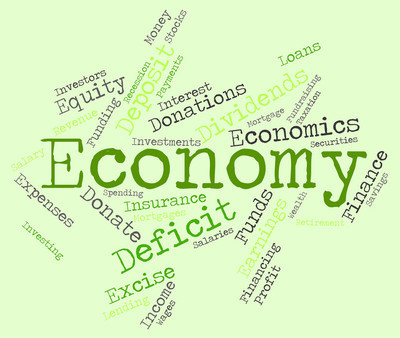 Money
Stocks
Investors
Recession
Deposit
Payments
Loans
Equity
Interest
Revenue
Funding
Donations
Dividends
Fundraising
Mortgage
Taxation
Investments
Economics
Securities
Salary
Economy
Finance
Savings
Expenses
Donate
Spending
Insurance
Mortgages
Funds
Wealth
Deficit
Salaries
Earnings
Retirement
Investing
Excise
Lending
Income
Wages
Financing
Profit